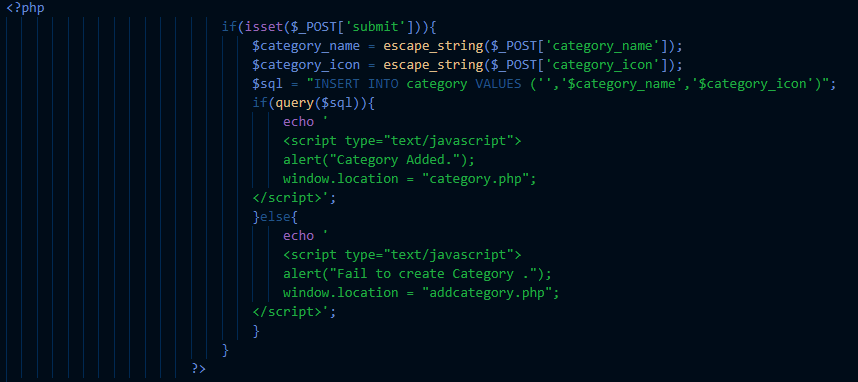 <?php
if(isset($_POST['submit'])){
$category_name = escape_string($_POST['category_name']);
$category_icon = escape_string($_POST['category_icon']);
$sql = "INSERT INTO category VALUES ('','$category_name','$category_icon')";
if(query($sql)){
echo '
<script type="text/javascript">
alert("Category Added.");
window.location = "category.php";
</script>';
}else{
echo '
<script type="text/javascript">
alert("Fail to create Category .");
window.location = "addcategory.php";
</script>';
}
}
?>